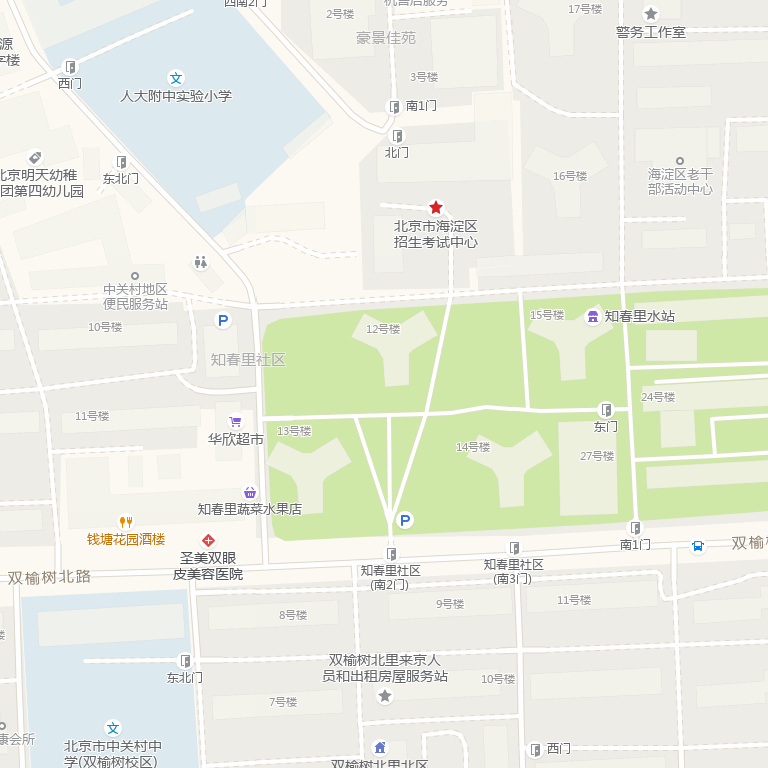 西南2门
2号楼
机售后服务
17号楼
警务工作室
豪景佳苑
源
字楼
西门
3号楼
人大附中实验小学
南1门
北门
东北门
16号楼
海淀区老干
部活动中心
北京明天幼稚
团第四幼儿园
北京市海淀区
招生考试中心
中关村地区
便民服务站
10号楼
P
12号楼
15号楼
知春里水站
知春里社区
24号楼
11号楼
华欣超市
13号楼
东门
14号楼
27号楼
知春里蔬菜水果店
P
钱塘花园酒楼
圣美双眼
皮美容医院
南1门
双榆树北路
知春里社区
(南2门)
知春里社区
(南3门)
8号楼
9号楼
11号楼
双榆树北里来京人
员和出租房屋服务站
东北门
10号楼
7号楼
文
北京市中关村中
学(双榆树校区)
康会所
西门
双榆树北里北区